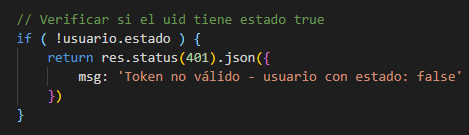 // Verificar si el uid tiene estado true
if ( !usuario.estado ) {
    return res.status(401).json({
        msg: 'Token no válido - usuario con estado: false'
    })
}